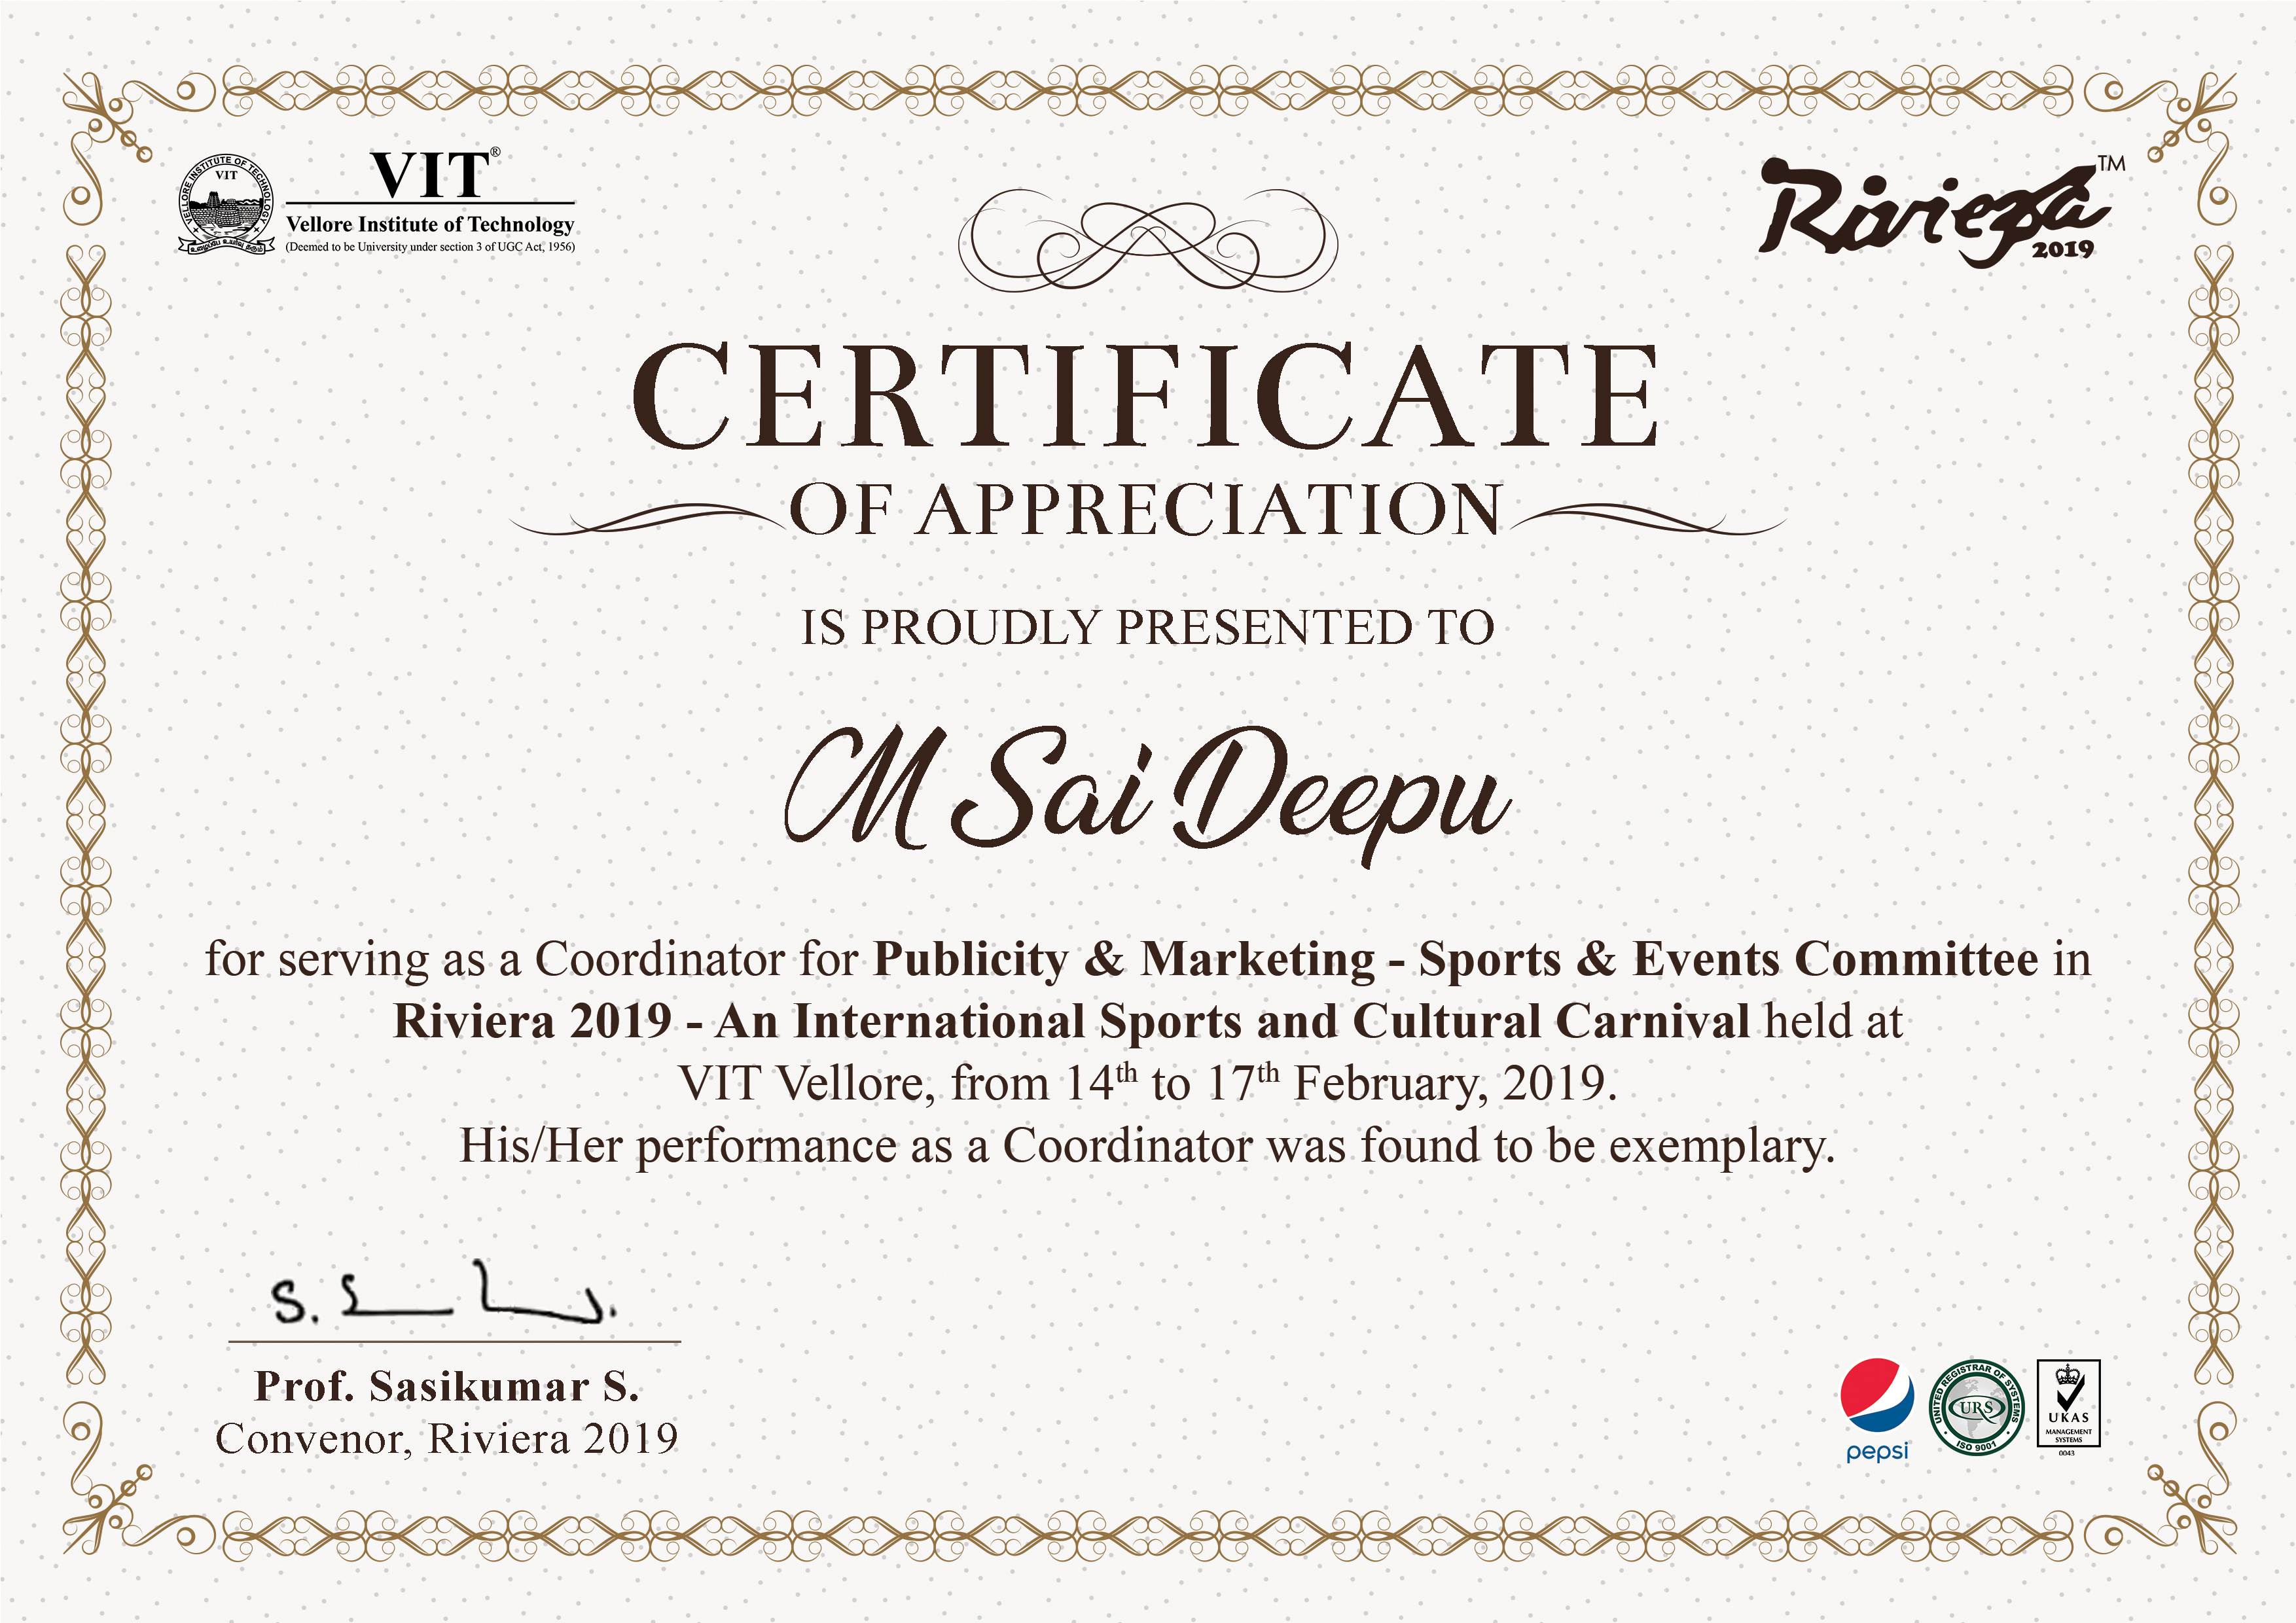 VELLORE INSTITUTE OF TECHNOLOGY
VIT
VIT®
Vellore Institute of Technology
(Deemed to be University under section 3 of UGC Act, 1956)
Riviera™
2019
CERTIFICATE
OF APPRECIATION
IS PROUDLY PRESENTED TO
M Sai Deepu
for serving as a Coordinator for Publicity & Marketing - Sports & Events Committee in
Riviera 2019 - An International Sports and Cultural Carnival held at
VIT Vellore, from 14th to 17th February, 2019.
His/Her performance as a Coordinator was found to be exemplary.
S.
Prof. Sasikumar S.
Convenor, Riviera 2019
pepsi
UNITED REGISTRAR OF SYSTEMS
URS
ISO 9001
UKAS
MANAGEMENT
SYSTEMS
0043